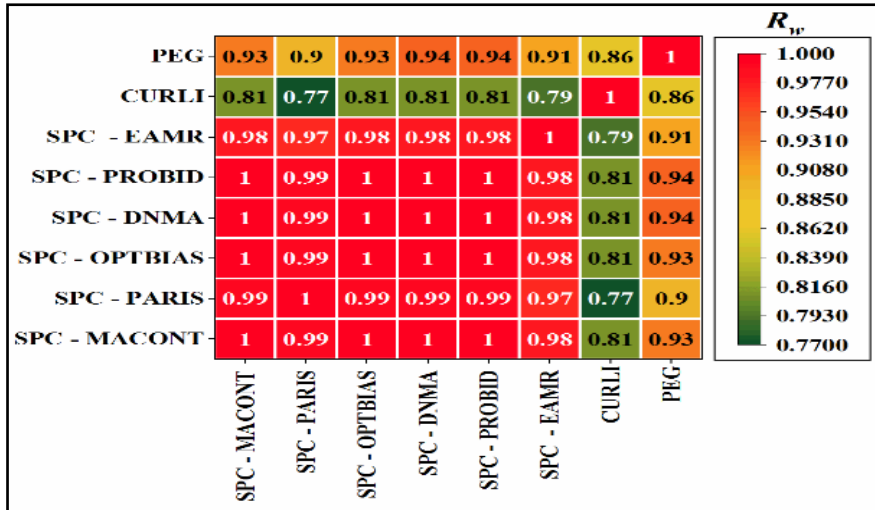 R_w
PEG 0.93 0.9 0.93 0.94 0.94 0.91 0.86 1
CURLI 0.81 0.77 0.81 0.81 0.81 0.79 1 0.86
SPC - EAMR 0.98 0.97 0.98 0.98 0.98 1 0.79 0.91
SPC - PROBID 1 0.99 1 1 1 0.98 0.81 0.94
SPC - DNMA 1 0.99 1 1 1 0.98 0.81 0.94
SPC - OPTBIAS 1 0.99 1 1 1 0.98 0.81 0.93
SPC - PARIS 0.99 1 0.99 0.99 0.99 0.97 0.77 0.9
SPC - MACONT 1 0.99 1 1 1 0.98 0.81 0.93
SPC - MACONT
SPC - PARIS
SPC - OPTBIAS
SPC - DNMA
SPC - PROBID
SPC - EAMR
CURLI
PEG
1.000
0.9770
0.9540
0.9310
0.9080
0.8850
0.8620
0.8390
0.8160
0.7930
0.7700